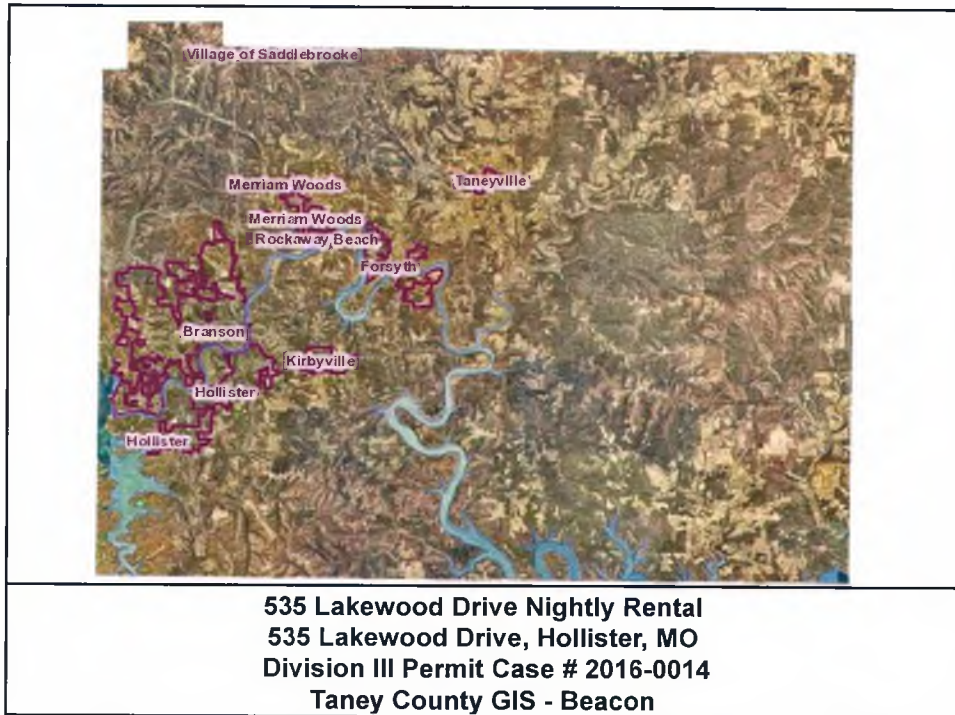 Village of Saddlebrooke
Merriam Woods
Taneyville
Merriam Woods
Rockaway Beach
Forsyth
Branson
Kirbyville
Hollister
Hollister
535 Lakewood Drive Nightly Rental
535 Lakewood Drive, Hollister, MO
Division III Permit Case # 2016-0014
Taney County GIS - Beacon